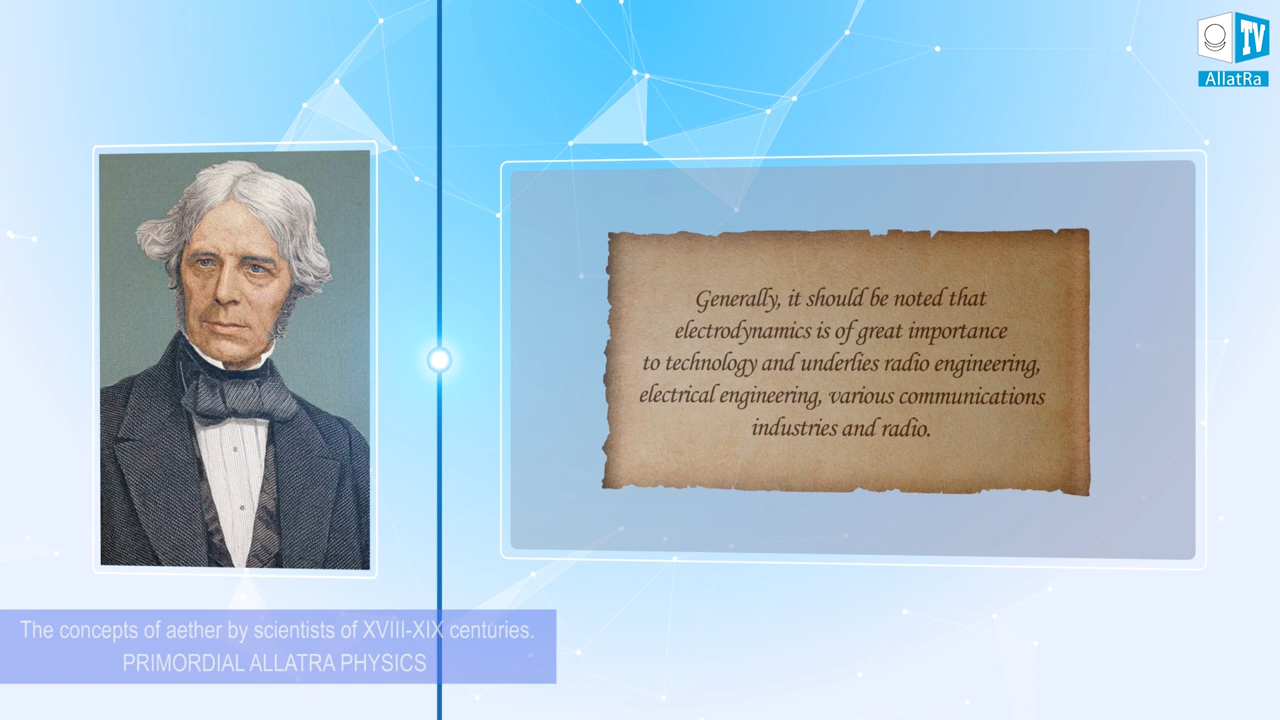 TV
AllatRa
Generally, it should be noted that
electrodynamics is of great importance
to technology and underlies radio engineering,
electrical engineering, various communications
industries and radio.
The concepts of aether by scientists of XVIII-XIX centuries.
PRIMORDIAL ALLATRA PHYSICS